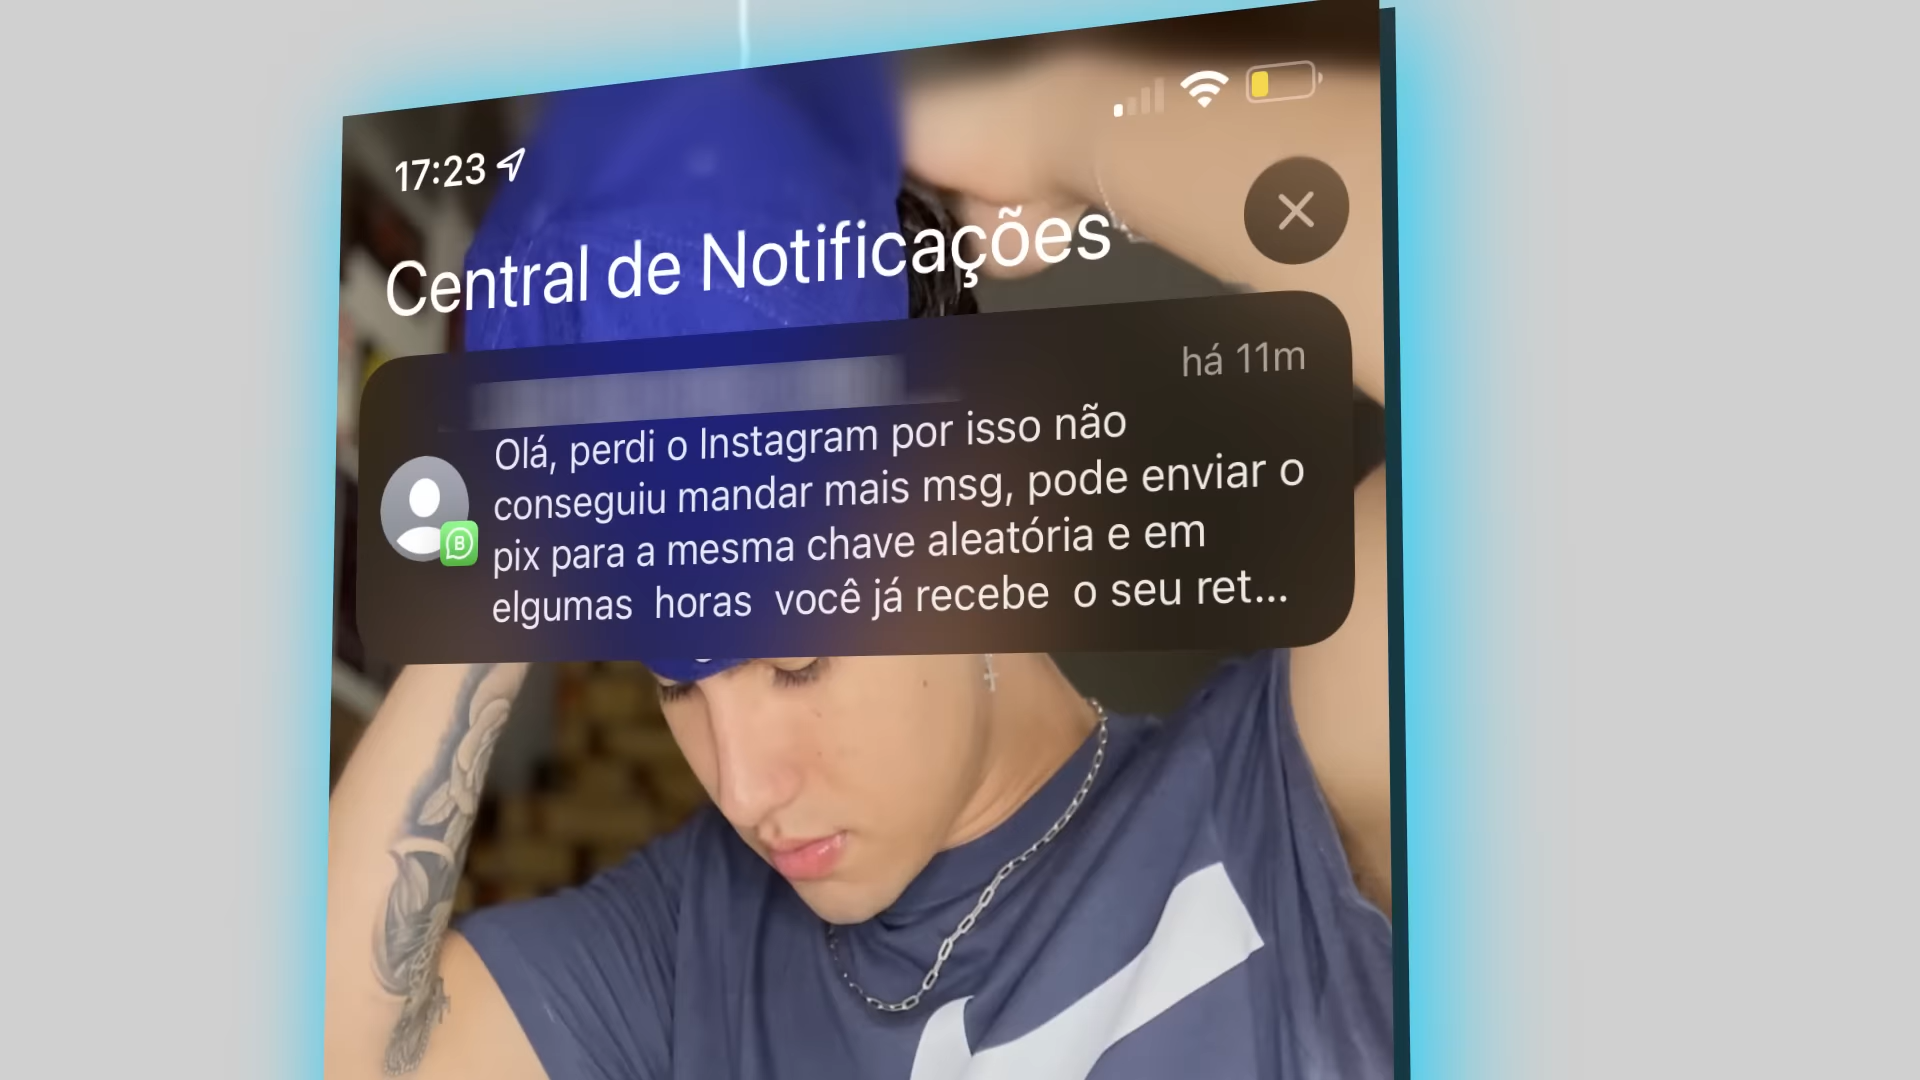 17:23
Central de Notificações
há 11m
Olá, perdi o Instagram por isso não
conseguiu mandar mais msg, pode enviar o
pix para a mesma chave aleatória e em
elgumas horas você já recebe o seu ret...